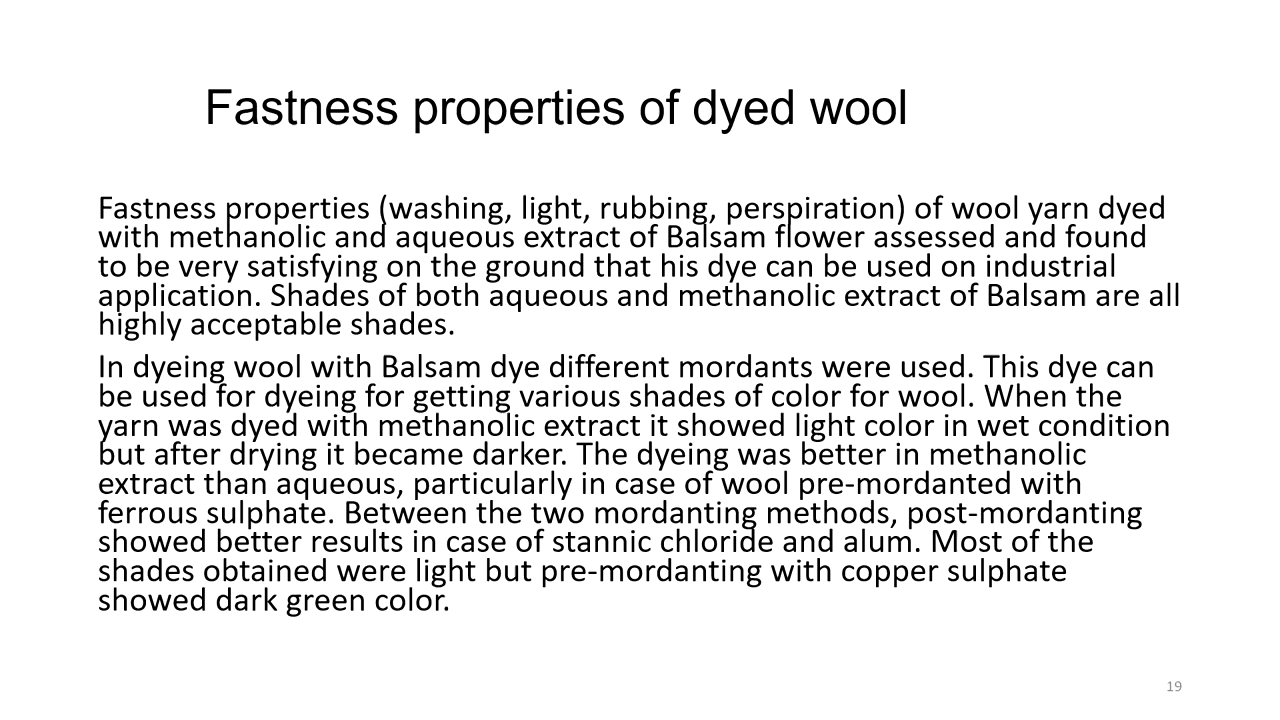 Fastness properties of dyed wool
Fastness properties (washing, light, rubbing, perspiration) of wool yarn dyed
with methanolic and aqueous extract of Balsam flower assessed and found
to be very satisfying on the ground that his dye can be used on industrial
application. Shades of both aqueous and methanolic extract of Balsam are all
highly acceptable shades.
In dyeing wool with Balsam dye different mordants were used. This dye can
be used for dyeing for getting various shades of color for wool. When the
yarn was dyed with methanolic extract it showed light color in wet condition
but after drying it became darker. The dyeing was better in methanolic
extract than aqueous, particularly in case of wool pre-mordanted with
ferrous sulphate. Between the two mordanting methods, post-mordanting
showed better results in case of stannic chloride and alum. Most of the
shades obtained were light but pre-mordanting with copper sulphate
showed dark green color.
19